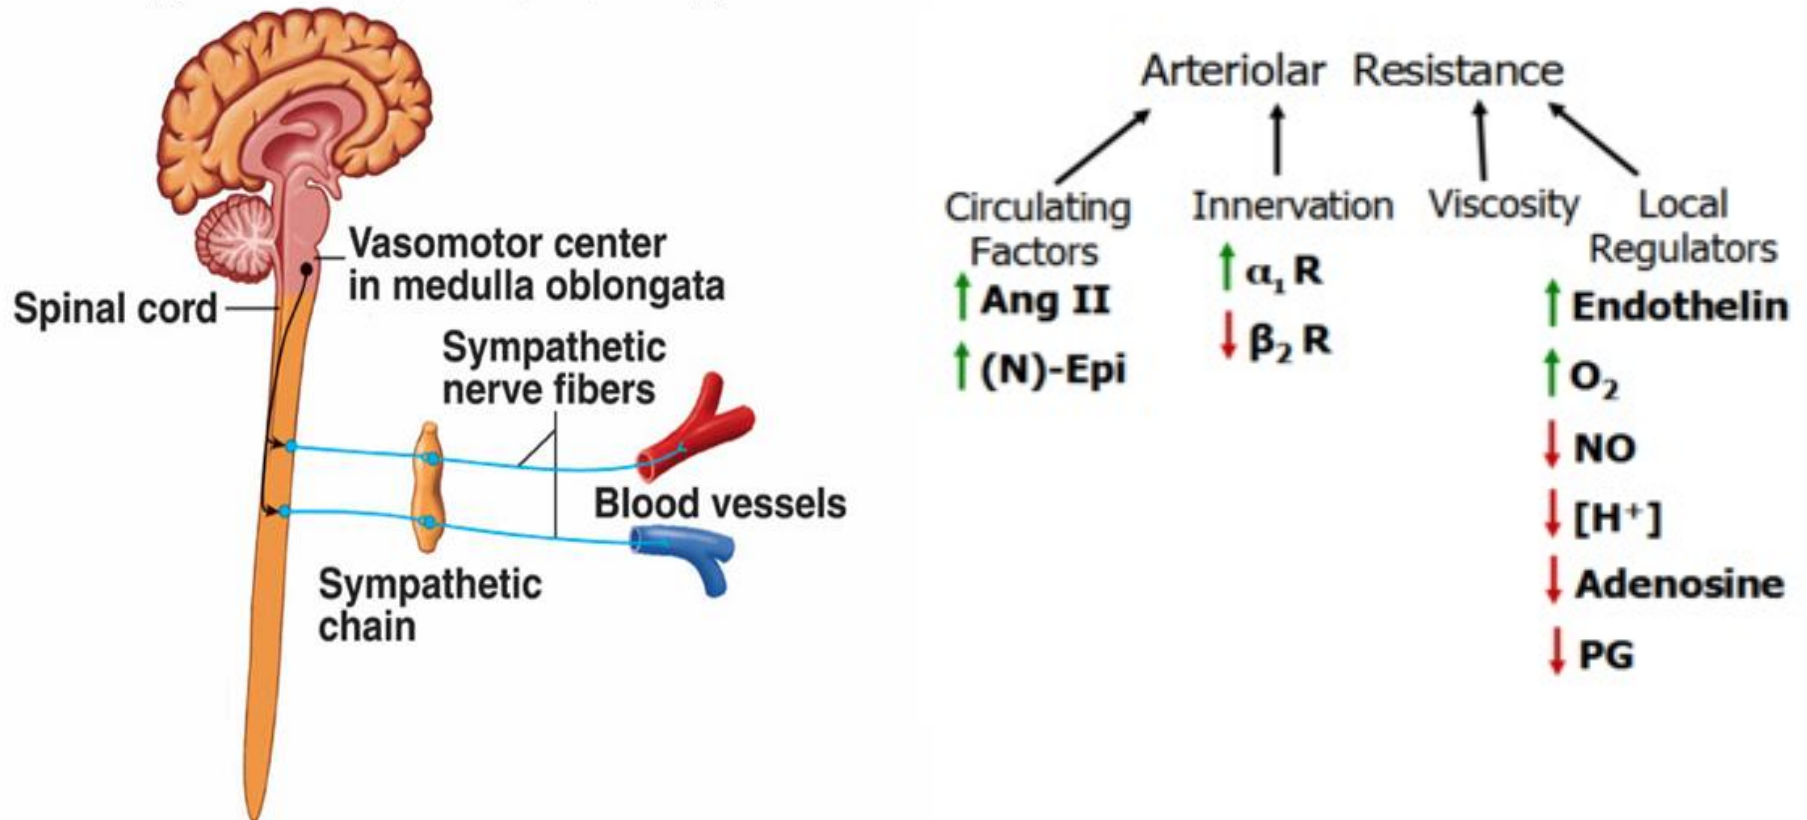 Vasomotor center
in medulla oblongata
Spinal cord
Sympathetic
nerve fibers
Blood vessels
Sympathetic
chain
Arteriolar Resistance
Circulating
Factors
↑ Ang II
↑ (N)-Epi
Innervation
↑ α₁ R
↓ β₂ R
Viscosity
Local
Regulators
↑ Endothelin
↑ O₂
↓ NO
↓ [H⁺]
↓ Adenosine
↓ PG